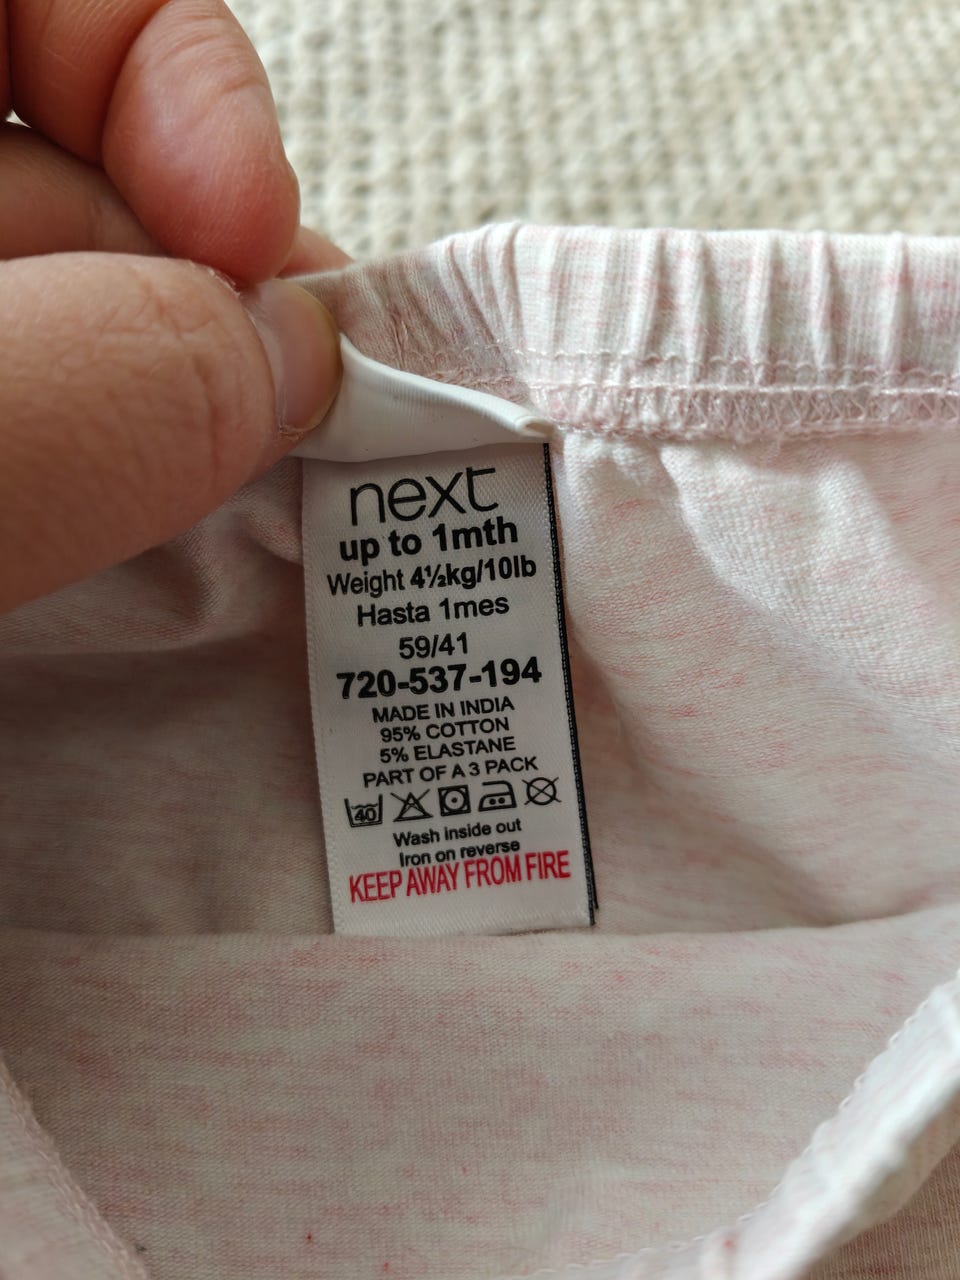 next
up to 1mth
Weight 4½kg/10lb
Hasta 1mes
59/41
720-537-194
MADE IN INDIA
95% COTTON
5% ELASTANE
PART OF A 3 PACK
40
Wash inside out
Iron on reverse
KEEP AWAY FROM FIRE